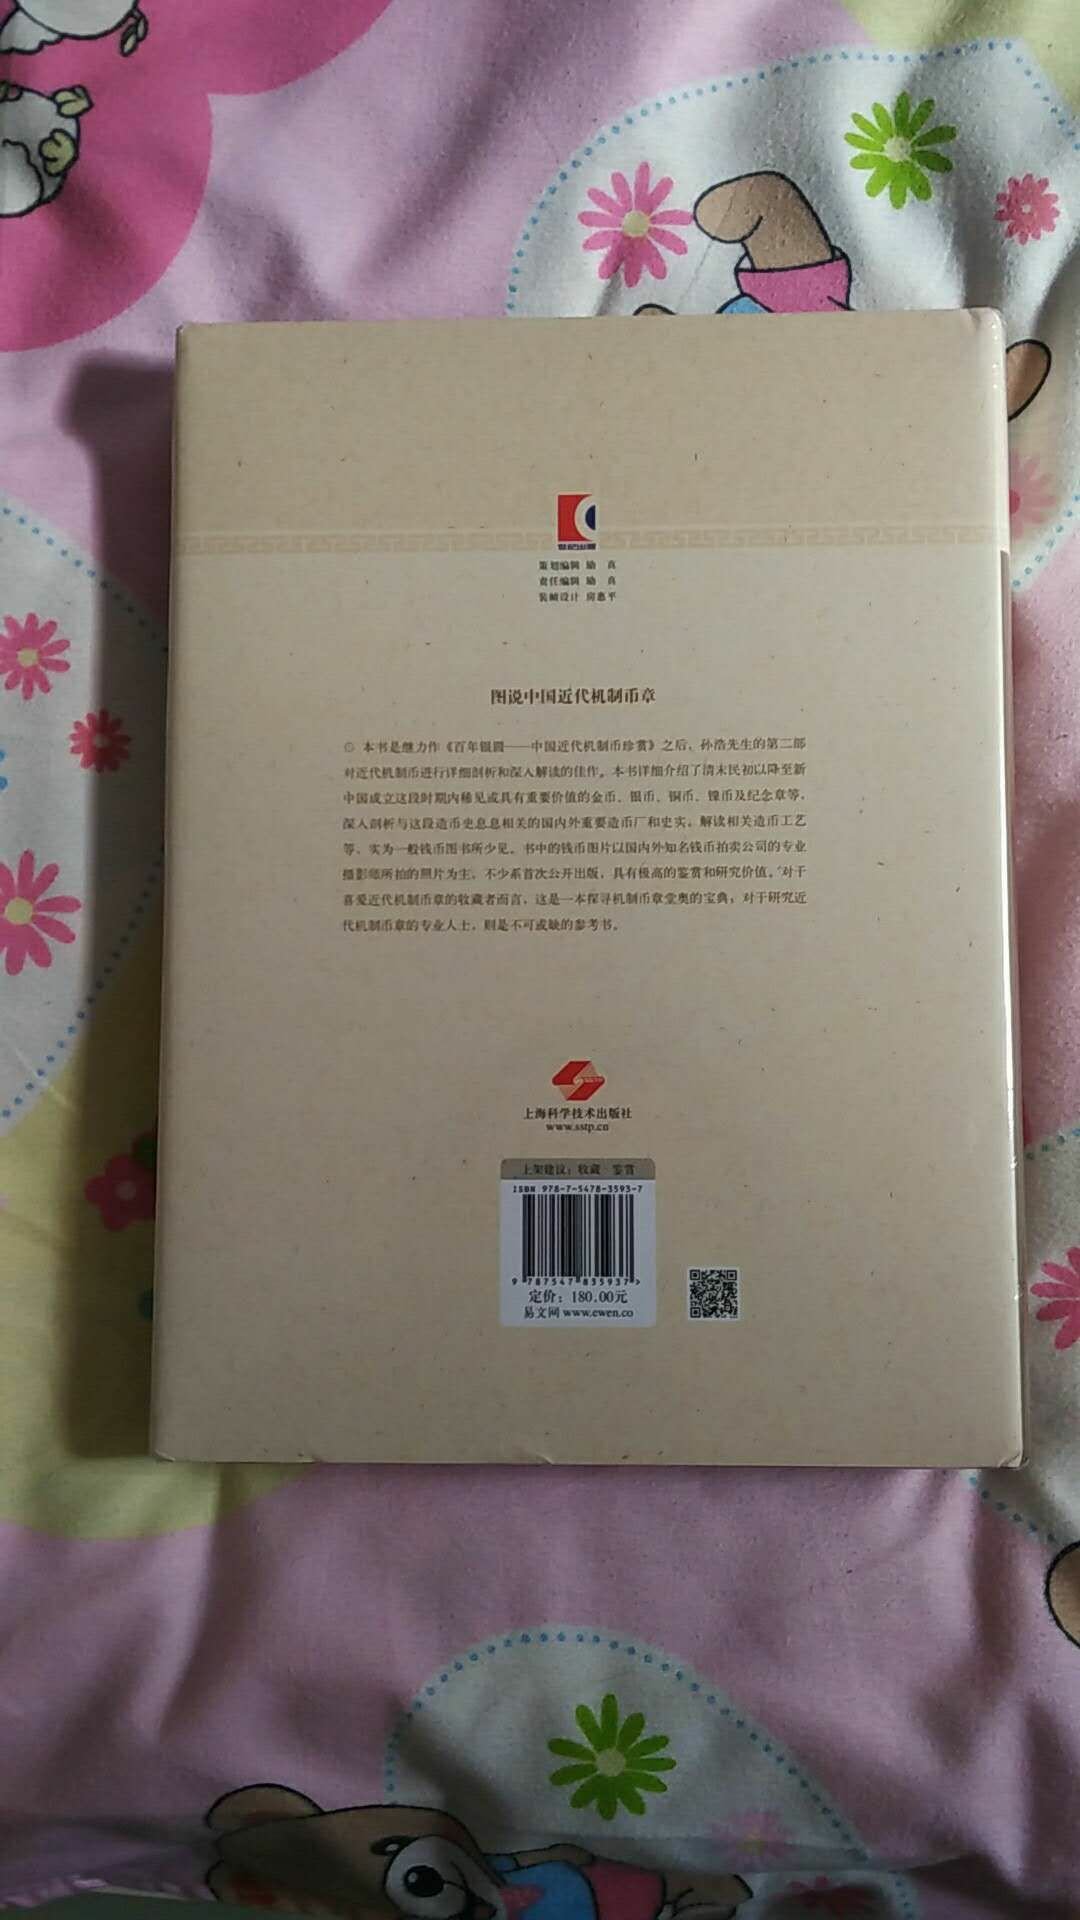 世纪出版
策划编辑 励真
责任编辑 励真
装帧设计 房惠平
图说中国近代机制币章
◎ 本书是继力作《百年银圆——中国近代机制币珍赏》之后，孙浩先生的第二部
对近代机制币进行详细剖析和深入解读的佳作。本书详细介绍了清末民初以降至新
中国成立这段时期内稀见或具有重要价值的金币、银币、铜币、镍币及纪念章等，
深入剖析与这段造币史息息相关的国内外重要造币厂和史实，解读相关造币工艺
等，实为一般钱币图书所少见。书中的钱币图片以国内外知名钱币拍卖公司的专业
摄影师所拍的照片为主，不少系首次公开出版，具有极高的鉴赏和研究价值。对于
喜爱近代机制币章的收藏者而言，这是一本探寻机制币章堂奥的宝典；对于研究近
代机制币章的专业人士，则是不可或缺的参考书。
上海科学技术出版社
www.sstp.cn
上架建议：收藏 鉴赏
ISBN 978-7-5478-3593-7
9 787547 835937 >
定价：180.00元
易文网 www.ewen.co